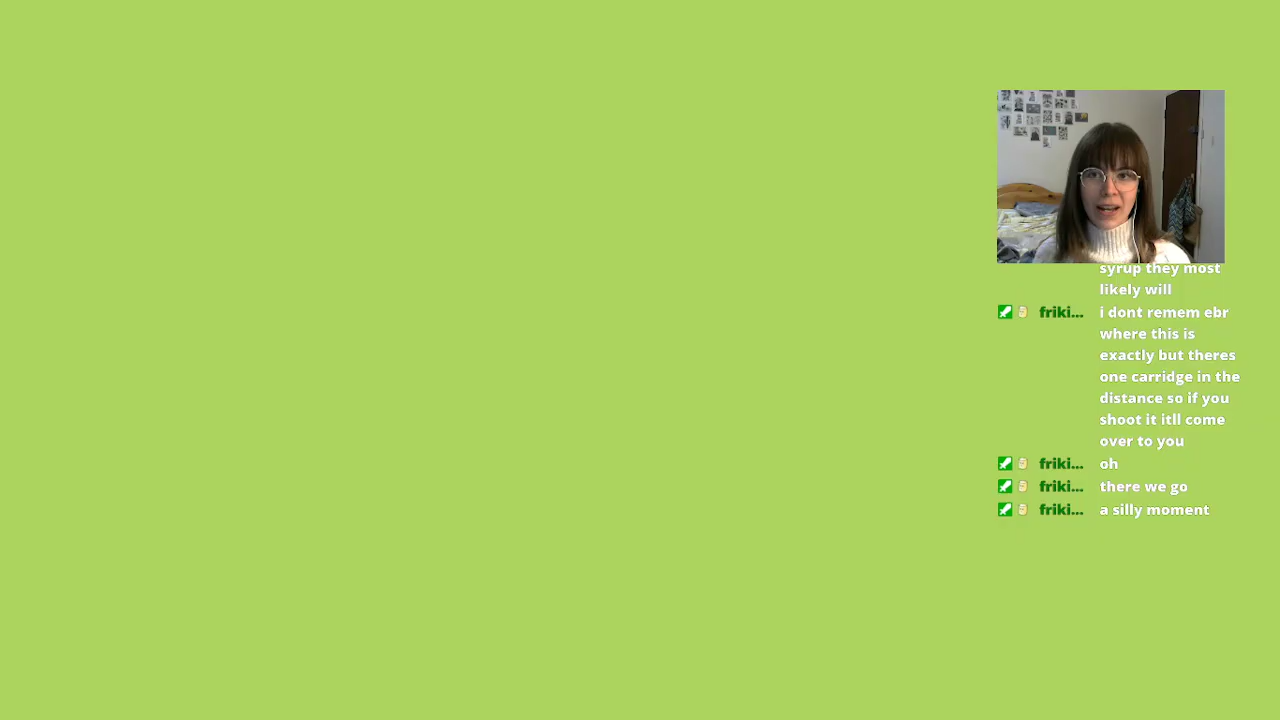 syrup they most
likely will
friki... i dont remem ebr
where this is
exactly but theres
one carridge in the
distance so if you
shoot it itll come
over to you
friki... oh
friki... there we go
friki... a silly moment